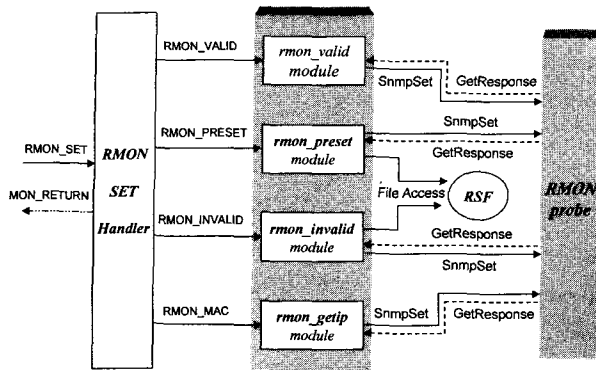 RMON_VALID
rmon_valid
module
GetResponse
SnmpSet
RMON_PRESET
rmon_preset
module
SnmpSet
GetResponse
RMON_SET
RMON
SET
Handler
MON_RETURN
File Access
RSF
RMON
probe
RMON_INVALID
rmon_invalid
module
GetResponse
SnmpSet
RMON_MAC
rmon_getip
module
SnmpSet
GetResponse